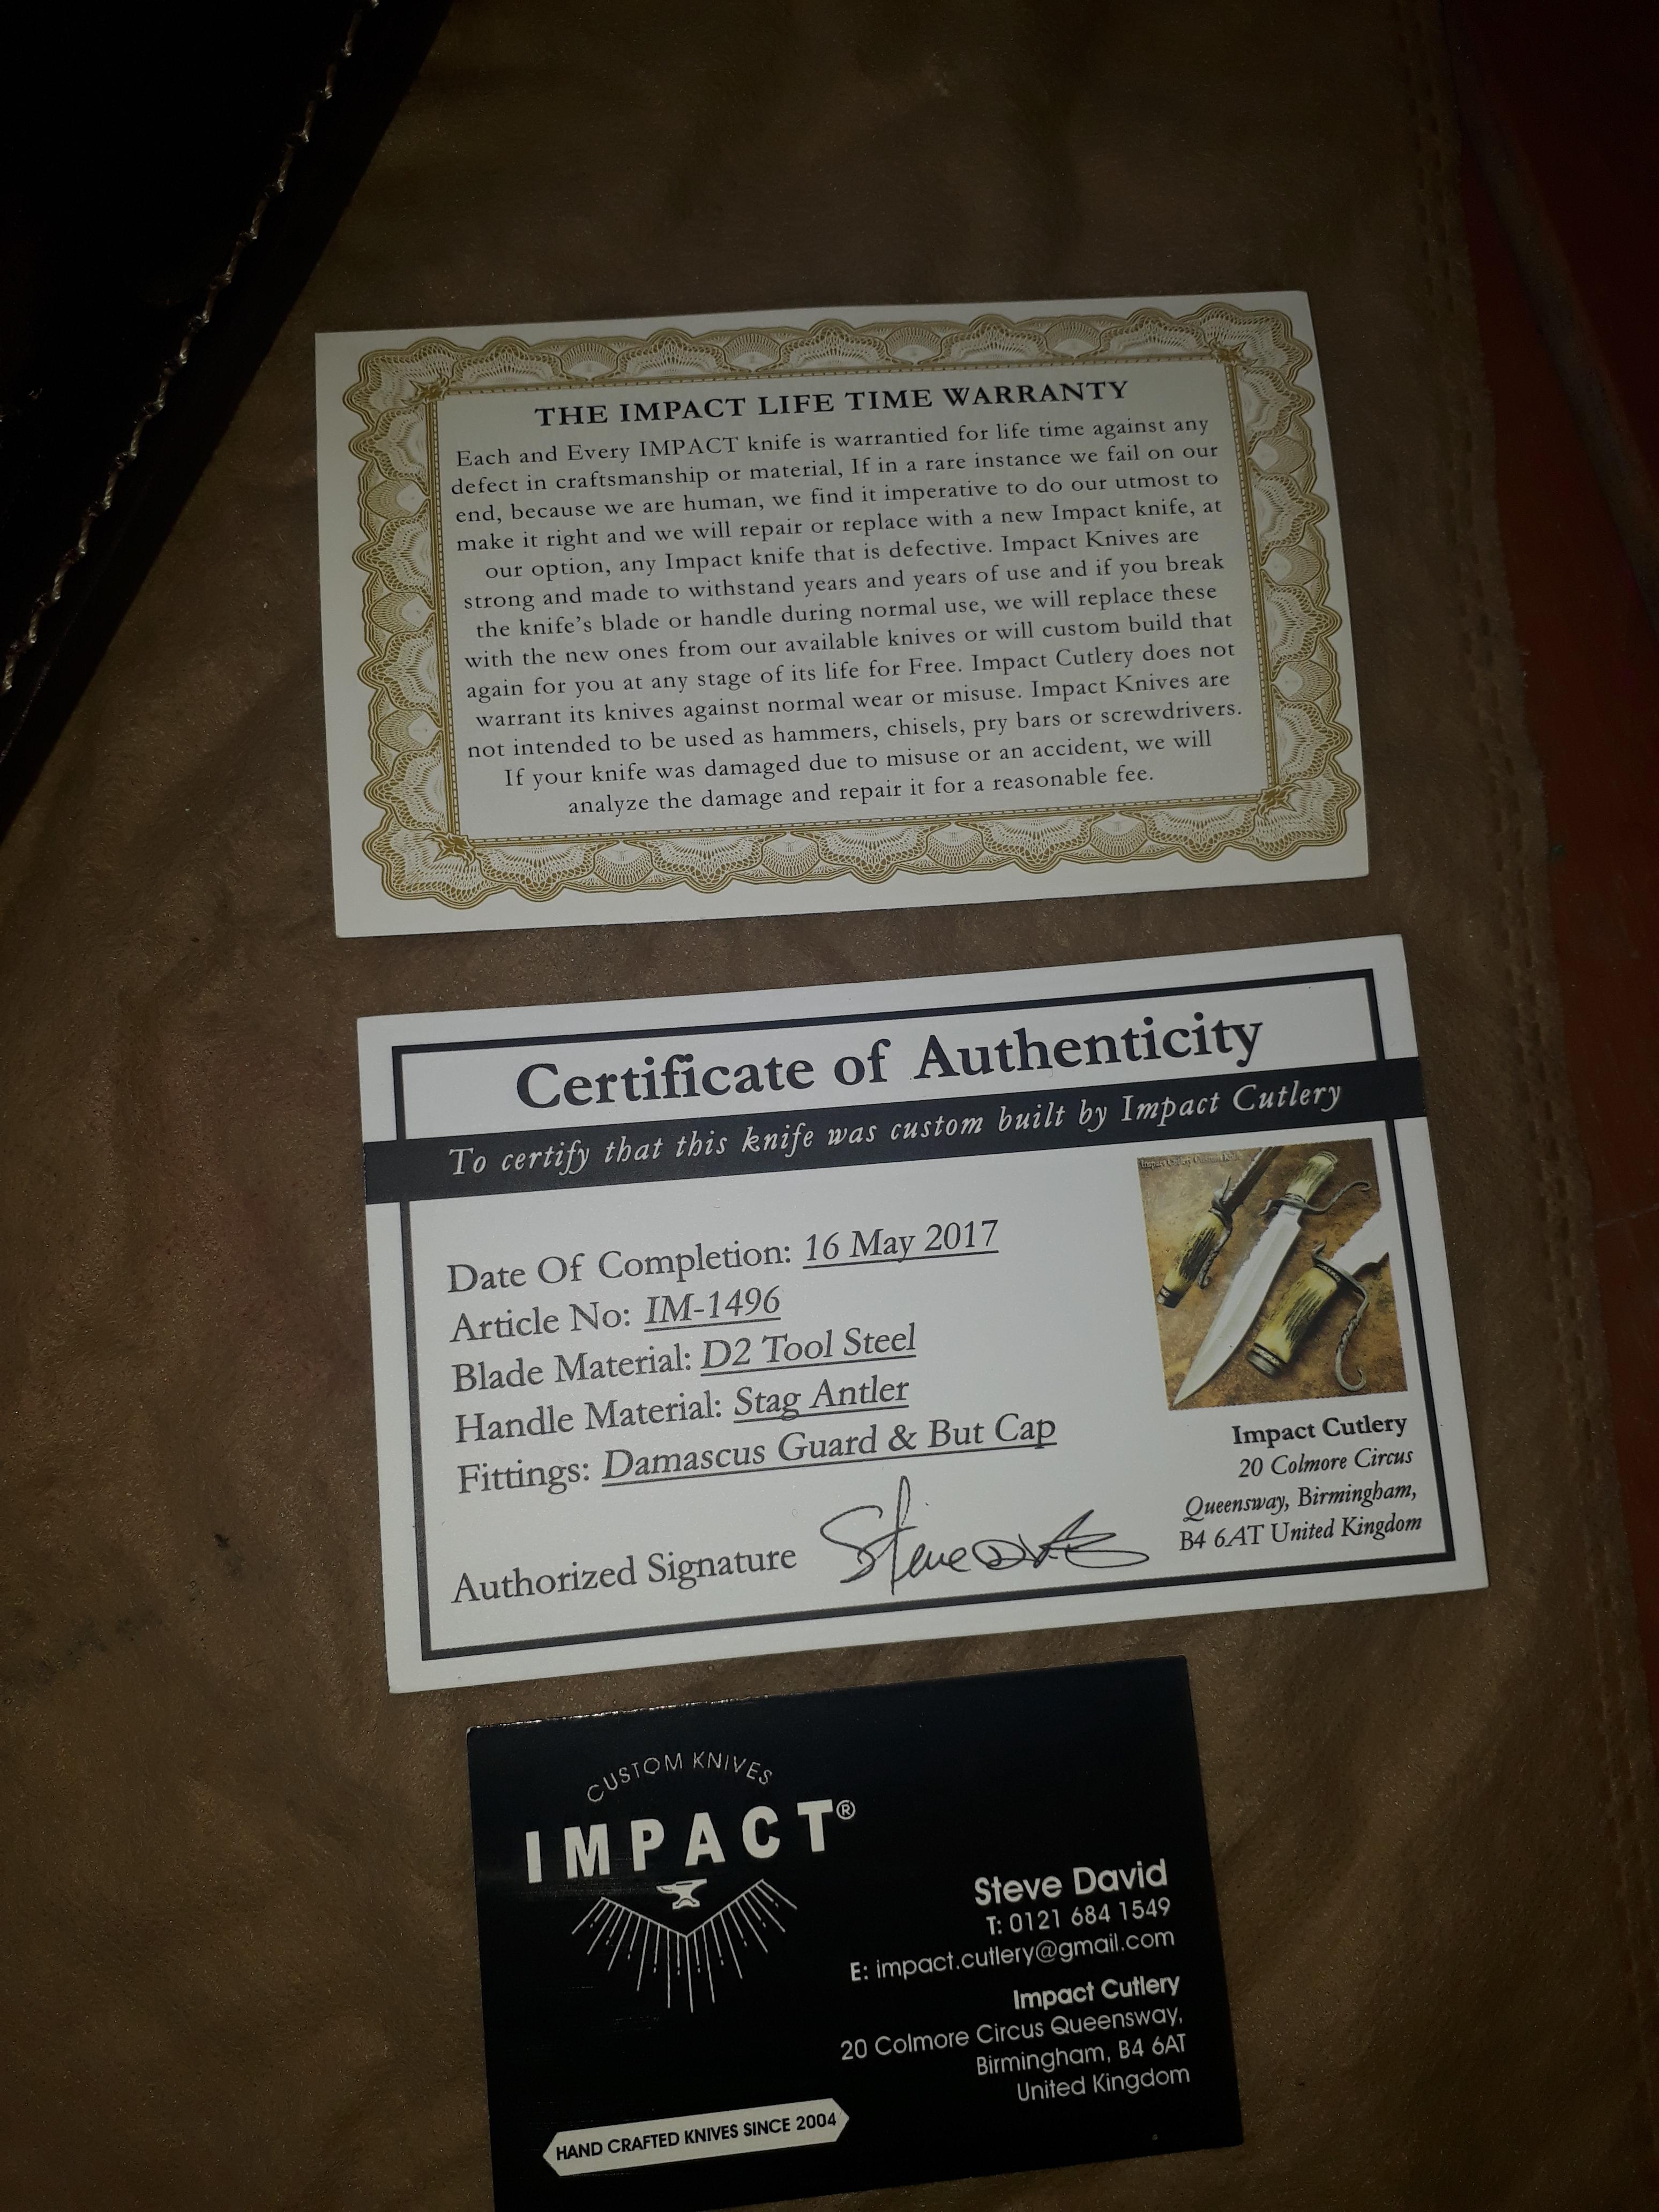 THE IMPACT LIFE TIME WARRANTY
Each and Every IMPACT knife is warrantied for life time against any
defect in craftsmanship or material, If in a rare instance we fail on our
end, because we are human, we find it imperative to do our utmost to
make it right and we will repair or replace with a new Impact knife, at
our option, any Impact knife that is defective. Impact Knives are
strong and made to withstand years and years of use and if you break
the knife's blade or handle during normal use, we will replace these
with the new ones from our available knives or will custom build that
again for you at any stage of its life for Free. Impact Cutlery does not
warrant its knives against normal wear or misuse. Impact Knives are
not intended to be used as hammers, chisels, pry bars or screwdrivers.
If your knife was damaged due to misuse or an accident, we will
analyze the damage and repair it for a reasonable fee.
Certificate of Authenticity
To certify that this knife was custom built by Impact Cutlery
Date Of Completion: 16 May 2017
Article No: IM-1496
Blade Material: D2 Tool Steel
Handle Material: Stag Antler
Fittings: Damascus Guard & But Cap
Authorized Signature
Impact Cutlery
20 Colmore Circus
Queensway, Birmingham,
B4 6AT United Kingdom
CUSTOM KNIVES
IMPACT®
Steve David
T: 0121 684 1549
E: impact.cutlery@gmail.com
Impact Cutlery
20 Colmore Circus Queensway,
Birmingham, B4 6AT
United Kingdom
HAND CRAFTED KNIVES SINCE 2004